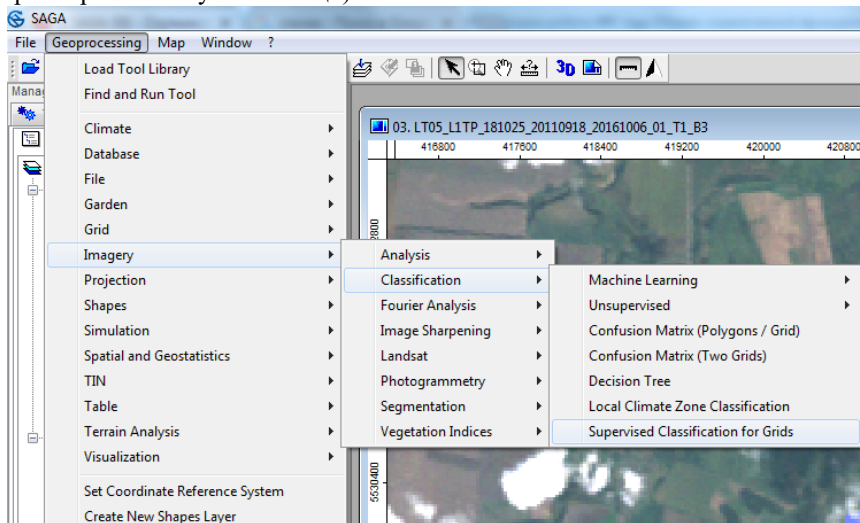 SAGA
File Geoprocessing Map Window ?
Load Tool Library
Find and Run Tool
Climate
Database
File
Garden
Grid
Imagery
Projection
Shapes
Simulation
Spatial and Geostatistics
TIN
Table
Terrain Analysis
Visualization
Set Coordinate Reference System
Create New Shapes Layer
Analysis
Classification
Fourier Analysis
Image Sharpening
Landsat
Photogrammetry
Segmentation
Vegetation Indices
Machine Learning
Unsupervised
Confusion Matrix (Polygons / Grid)
Confusion Matrix (Two Grids)
Decision Tree
Local Climate Zone Classification
Supervised Classification for Grids
3D
03. LT05_L1TP_181025_20110918_20161006_01_T1_B3
416800 417600 418400 419200 420000 420800
5530400